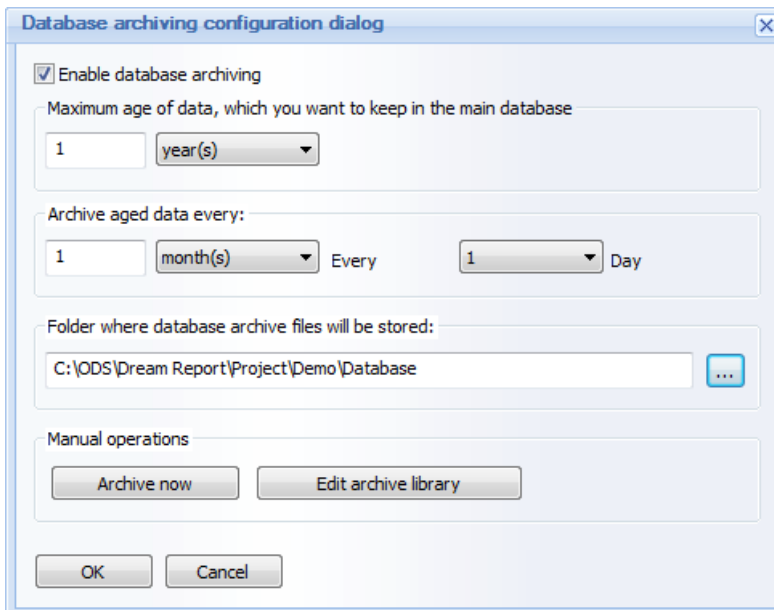 Database archiving configuration dialog
Enable database archiving
Maximum age of data, which you want to keep in the main database
1 year(s)
Archive aged data every:
1 month(s) Every 1 Day
Folder where database archive files will be stored:
C:\ODS\Dream Report\Project\Demo\Database ...
Manual operations
Archive now Edit archive library
OK Cancel